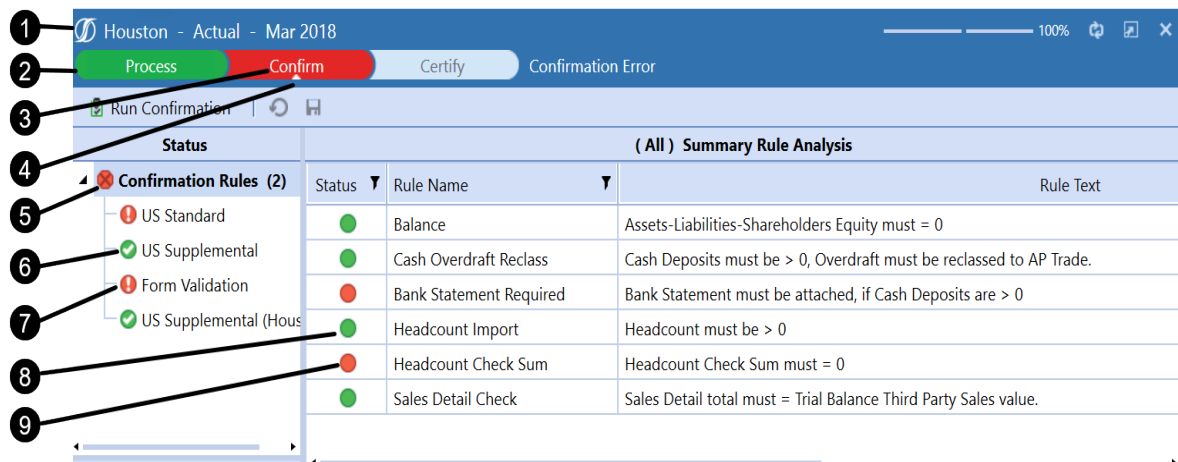 1 Houston - Actual - Mar 2018 100%
2 Process Confirm Certify Confirmation Error
3 Run Confirmation
4 Status ( All ) Summary Rule Analysis
5 Confirmation Rules (2) Status Rule Name Rule Text
US Standard Balance Assets-Liabilities-Shareholders Equity must = 0
6 US Supplemental Cash Overdraft Reclass Cash Deposits must be > 0, Overdraft must be reclassed to AP Trade.
7 Form Validation Bank Statement Required Bank Statement must be attached, if Cash Deposits are > 0
US Supplemental (Hous Headcount Import Headcount must be > 0
8 Headcount Check Sum Headcount Check Sum must = 0
9 Sales Detail Check Sales Detail total must = Trial Balance Third Party Sales value.